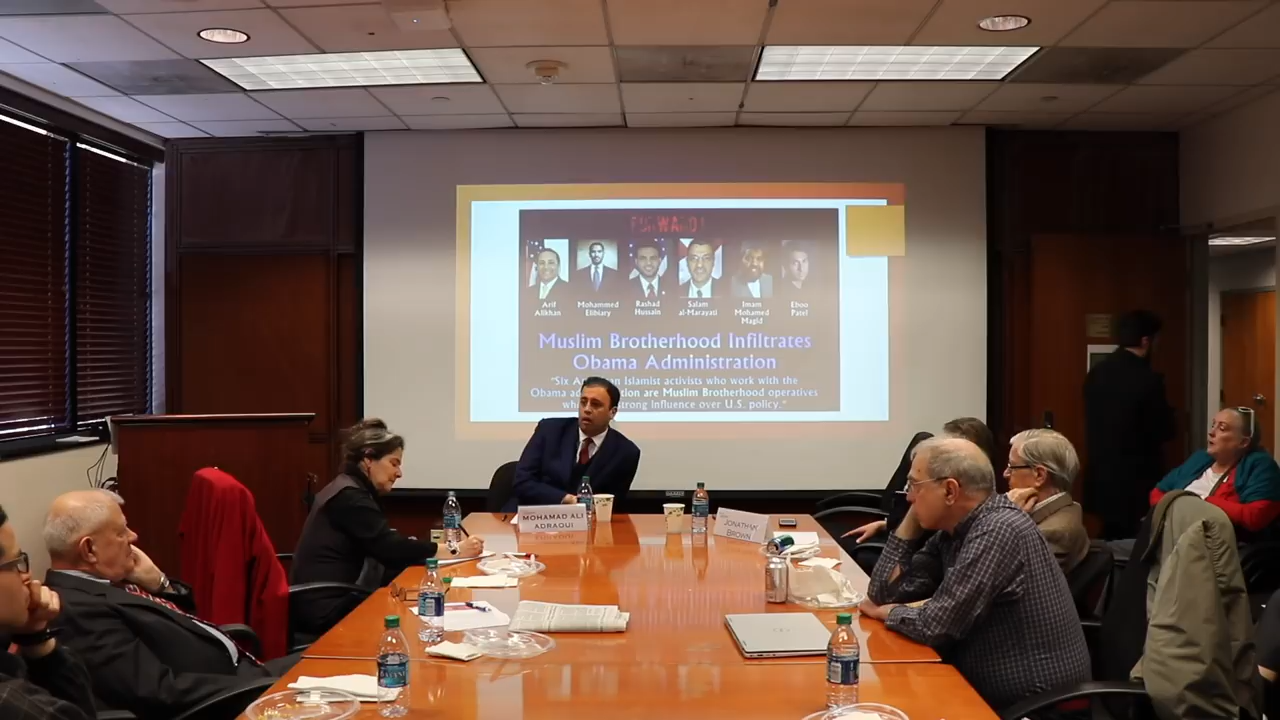 FORWARD!
Arif
Alikhan
Mohammed
Elibiary
Rashad
Hussain
Salam
al-Marayati
Imam
Mohamed
Magid
Eboo
Patel
Muslim Brotherhood Infiltrates
Obama Administration
"Six Islamist activists who work with the
Obama are Muslim Brotherhood operatives
strong influence over U.S. policy."
MOHAMAD ALI
ADRAOUI
JONATHAN
BROWN